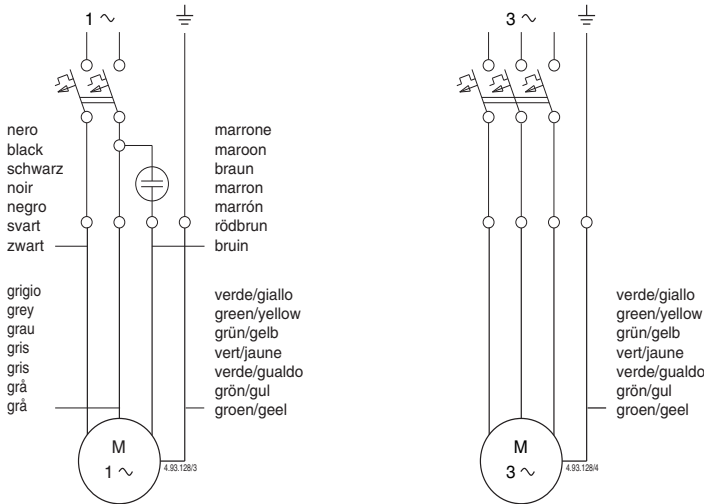 1 ~
nero
black
schwarz
noir
negro
svart
zwart
marrone
maroon
braun
marron
marrón
rödbrun
bruin
grigio
grey
grau
gris
gris
grå
grå
verde/giallo
green/yellow
grün/gelb
vert/jaune
verde/gualdo
grön/gul
groen/geel
M
1 ~
4.93.128/3
3 ~
verde/giallo
green/yellow
grün/gelb
vert/jaune
verde/gualdo
grön/gul
groen/geel
M
3 ~
4.93.128/4